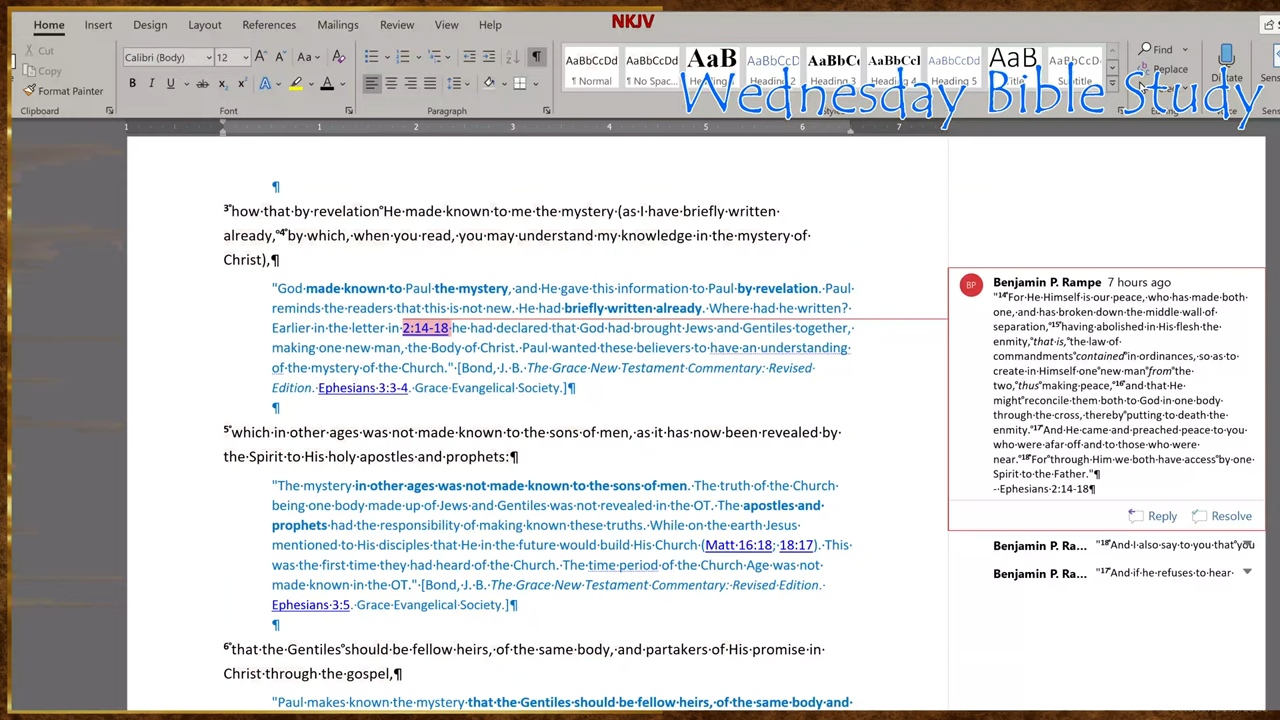 NKJV
Home Insert Design Layout References Mailings Review View Help
Cut
Copy
Format Painter
Clipboard
Calibri (Body) 12
Font
Paragraph
AaBbCcDd AaBbCcDd AaB AaBbCcDd AaBbCc AaBbCcI AaBbCcDd AaB AaBbCcDd
¶ Normal ¶ No Spac... Heading 2 Heading 3 Heading 4 Heading 5 Title Subtitle
Find
Replace
Dictate
Wednesday Bible Study
1 1 2 3 4 5 6 7
¶
3°how·that·by·revelation°He·made·known·to·me·the·mystery·(as·I·have·briefly·written·
already,°4°by·which,·when·you·read,·you·may·understand·my·knowledge·in·the·mystery·of·
Christ),¶
"God·made·known·to·Paul·the·mystery,·and·He·gave·this·information·to·Paul·by·revelation.·Paul·
reminds·the·readers·that·this·is·not·new.·He·had·briefly·written·already.·Where·had·he·written?·
Earlier·in·the·letter·in·2:14-18·he·had·declared·that·God·had·brought·Jews·and·Gentiles·together,·
making·one·new·man,·the·Body·of·Christ.·Paul·wanted·these·believers·to·have·an·understanding·
of·the·mystery·of·the·Church."·[Bond,·J.·B.·The·Grace·New·Testament·Commentary:·Revised·
Edition.·Ephesians·3:3-4.·Grace·Evangelical·Society.]¶
¶
5°which·in·other·ages·was·not·made·known·to·the·sons·of·men,·as·it·has·now·been·revealed·by·
the·Spirit·to·His·holy·apostles·and·prophets:¶
"The·mystery·in·other·ages·was·not·made·known·to·the·sons·of·men.·The·truth·of·the·Church·
being·one·body·made·up·of·Jews·and·Gentiles·was·not·revealed·in·the·OT.·The·apostles·and·
prophets·had·the·responsibility·of·making·known·these·truths.·While·on·the·earth·Jesus·
mentioned·to·His·disciples·that·He·in·the·future·would·build·His·Church·(Matt·16:18;·18:17).·This·
was·the·first·time·they·had·heard·of·the·Church.·The·time·period·of·the·Church·Age·was·not·
made·known·in·the·OT."·[Bond,·J.·B.·The·Grace·New·Testament·Commentary:·Revised·Edition.·
Ephesians·3:5.·Grace·Evangelical·Society.]¶
¶
6°that·the·Gentiles°should·be·fellow·heirs,·of·the·same·body,·and·partakers·of·His·promise·in·
Christ·through·the·gospel,¶
"Paul·makes·known·the·mystery·that·the·Gentiles·should·be·fellow·heirs,·of·the·same·body·and·
BP Benjamin P. Rampe 7 hours ago
"14°For·He·Himself·is·our·peace,·who·has·made·both·
one,·and·has·broken·down·the·middle·wall·of·
separation,°15°having·abolished·in·His·flesh·the·
enmity,°that·is,°the·law·of·
commandments°contained°in·ordinances,·so·as·to·
create·in·Himself·one°new·man°from°the·
two,°thus°making·peace,°16°and·that·He·
might°reconcile·them·both·to·God·in·one·body·
through·the·cross,·thereby°putting·to·death·the·
enmity.°17°And·He·came·and·preached·peace·to·you·
who·were·afar·off·and·to·those·who·were·
near.°18°For°through·Him·we·both·have·access°by·one·
Spirit·to·the·Father."¶
--Ephesians·2:14-18¶
Reply Resolve
Benjamin P. Ra... "18°And·I·also·say·to·you·that°you
Benjamin P. Ra... "17°And·if·he·refuses·to·hear·